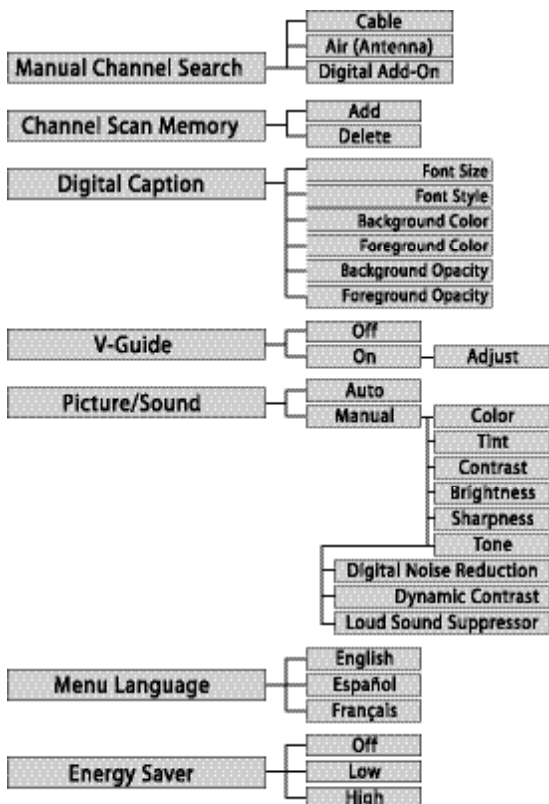 Cable
Air (Antenna)
Manual Channel Search
Digital Add-On
Add
Channel Scan Memory
Delete
Digital Caption
Font Size
Font Style
Background Color
Foreground Color
Background Opacity
Foreground Opacity
Off
V-Guide
On
Adjust
Auto
Picture/Sound
Manual
Color
Tint
Contrast
Brightness
Sharpness
Tone
Digital Noise Reduction
Dynamic Contrast
Loud Sound Suppressor
English
Menu Language
Español
Français
Off
Energy Saver
Low
High